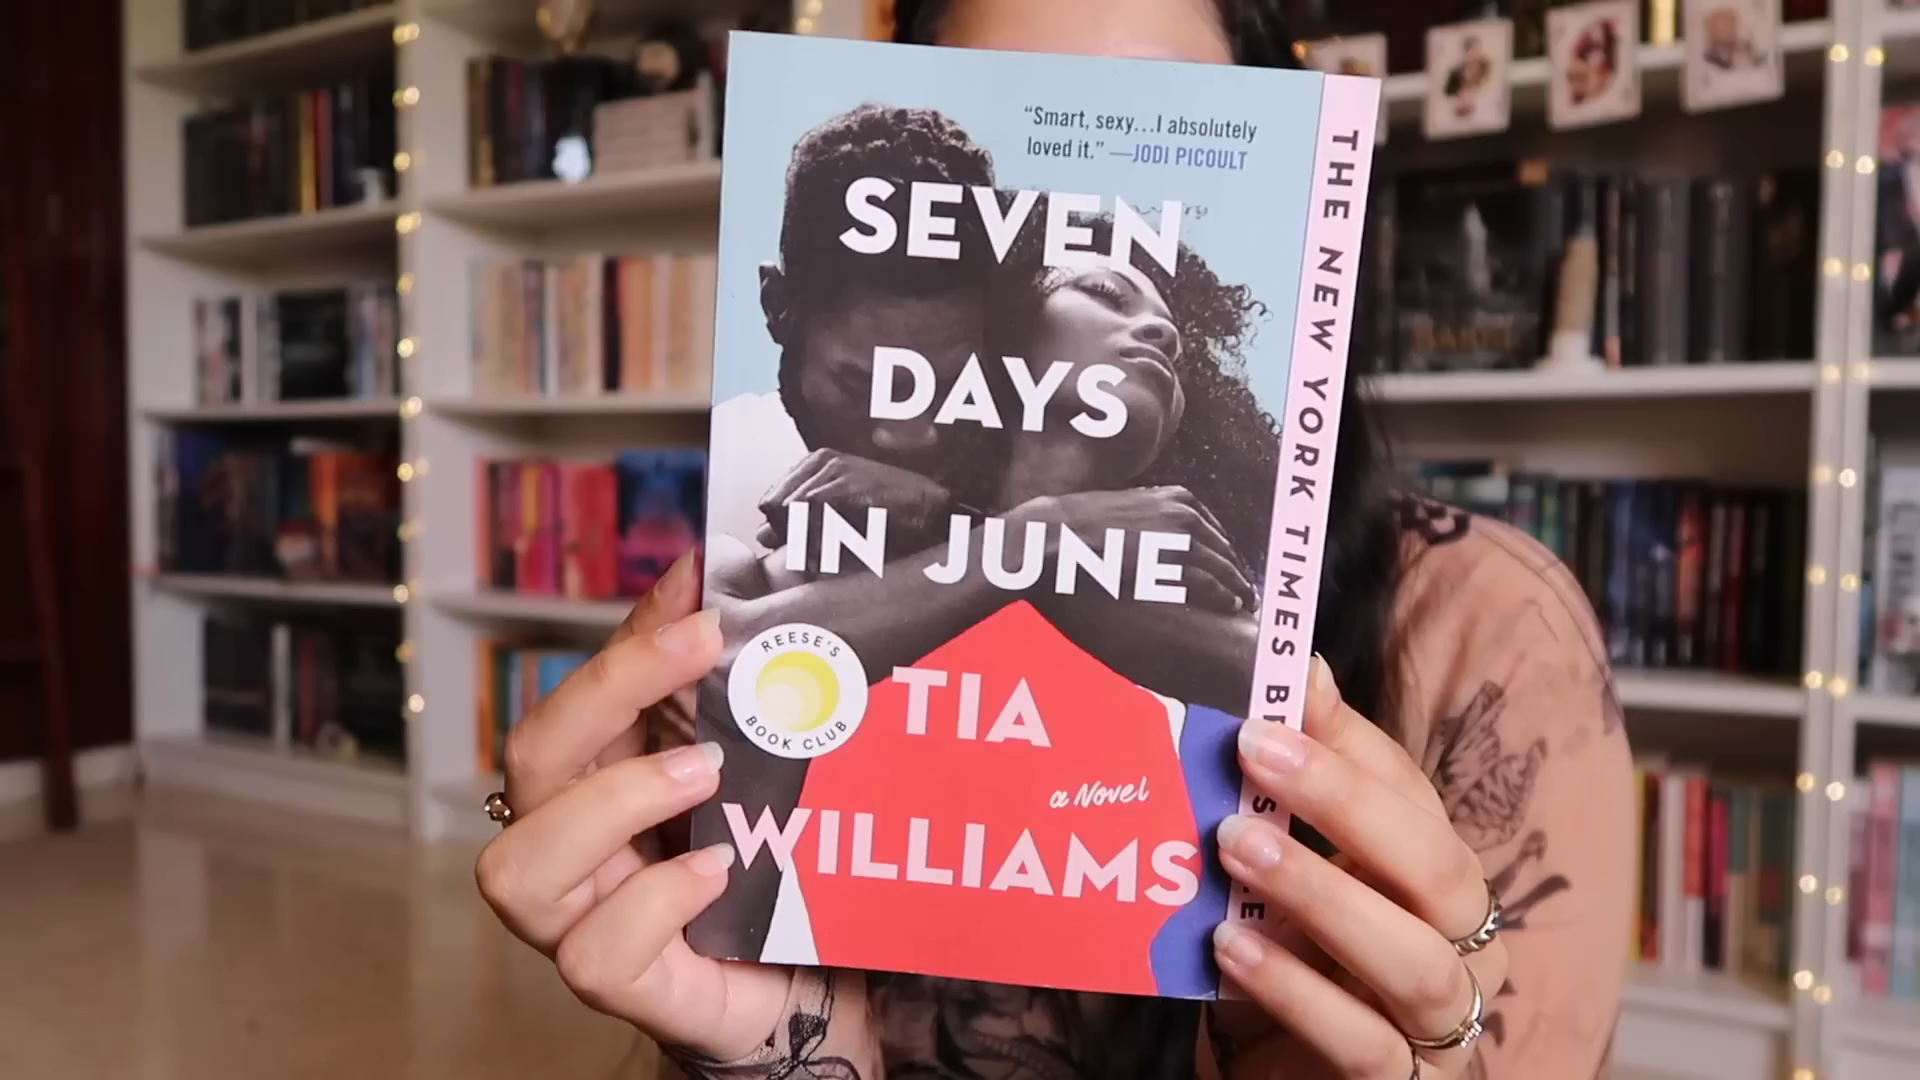 “Smart, sexy…I absolutely
loved it.” —JODI PICOULT
SEVEN
DAYS
IN JUNE
REESE'S
BOOK CLUB
TIA
a Novel
WILLIAMS
THE NEW YORK TIMES
BABEL